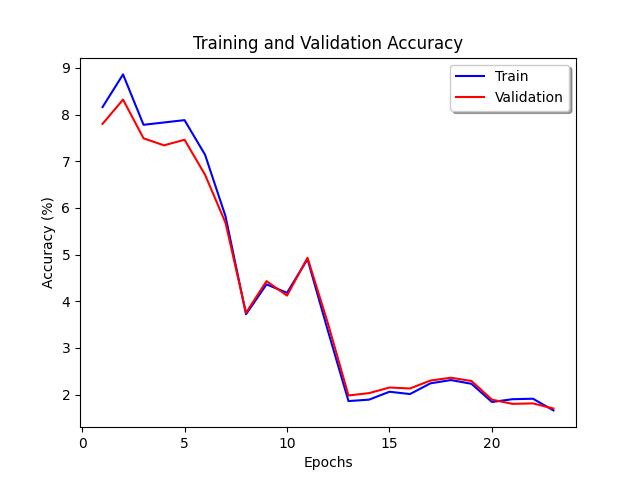 Training and Validation Accuracy
Train
Validation
9
8
7
6
5
4
3
2
Accuracy (%)
0 5 10 15 20
Epochs